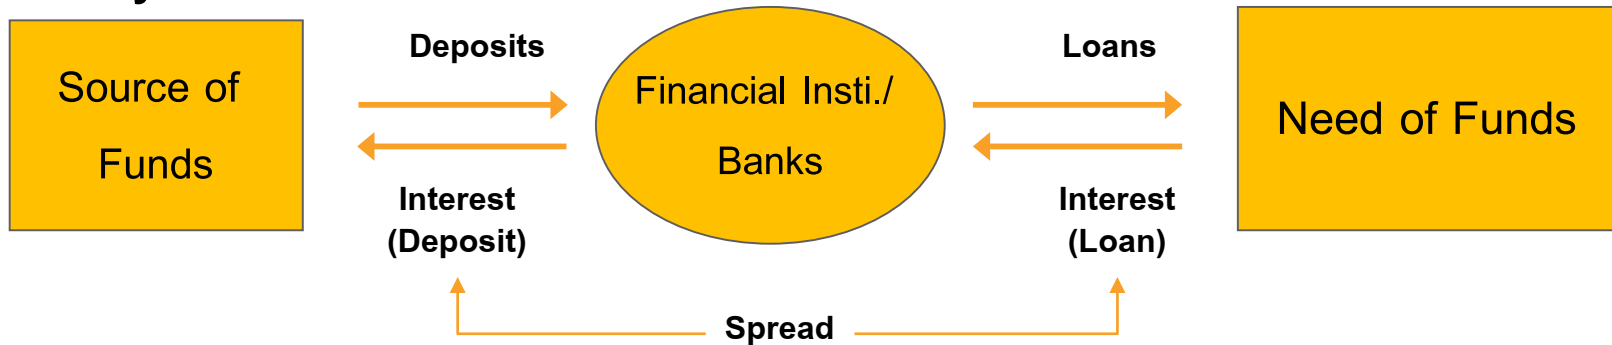 Deposits
Loans
Source of
Funds
Financial Insti./
Banks
Need of Funds
Interest
(Deposit)
Interest
(Loan)
Spread